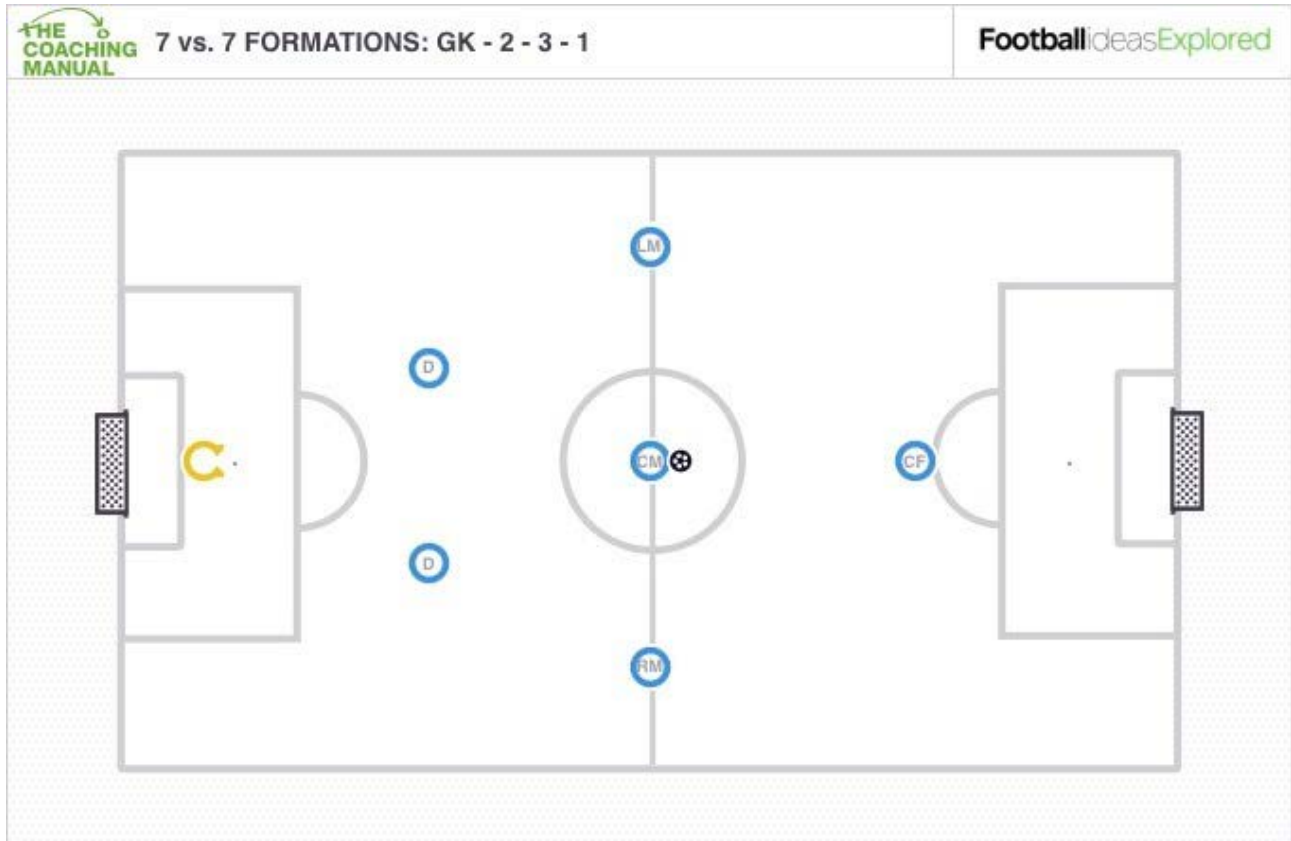 THE
COACHING
MANUAL
7 vs. 7 FORMATIONS: GK - 2 - 3 - 1
FootballideasExplored
LM
D
CM
CF
D
RM